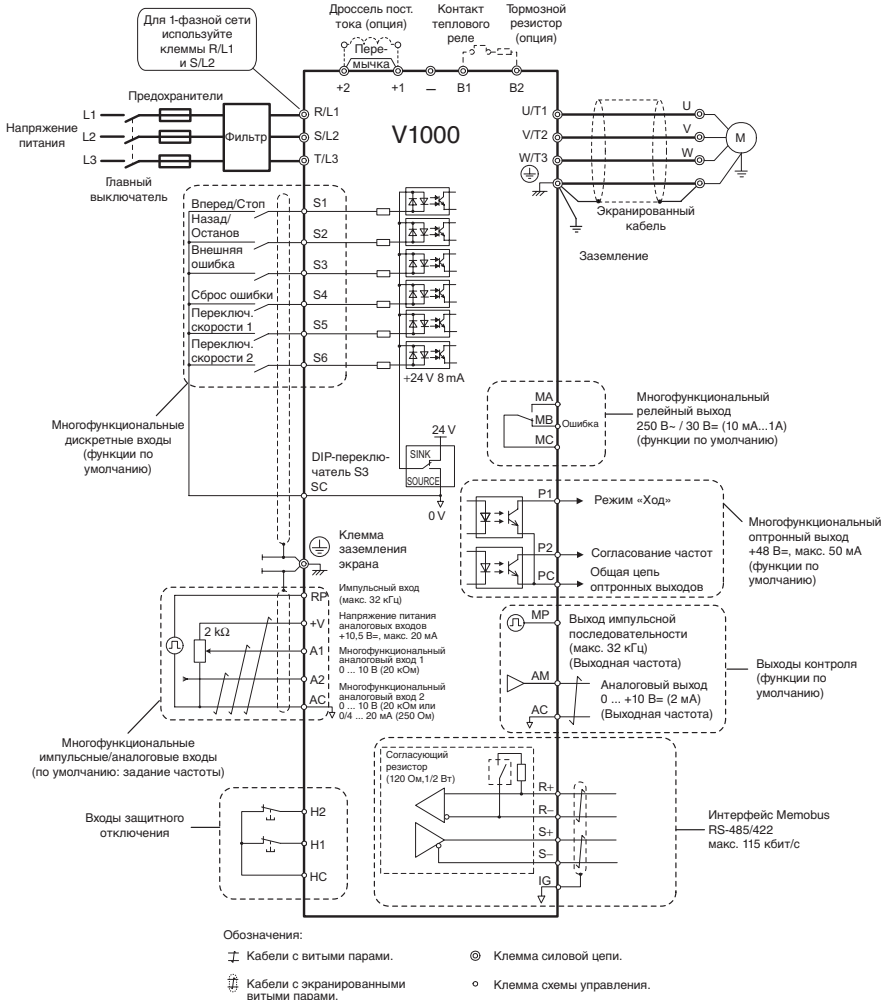 Для 1-фазной сети
используйте
клеммы R/L1
и S/L2
Дроссель пост.
тока (опция)
Контакт
теплового
реле
Тормозной
резистор
(опция)
Пере-
мычка
+2
+1
–
B1
B2
Предохранители
Напряжение
питания
L1
L2
L3
Фильтр
R/L1
S/L2
T/L3
V1000
U/T1
V/T2
W/T3
U
V
W
M
Главный
выключатель
Экранированный
кабель
Заземление
Вперед/Стоп
S1
Назад/
Останов
S2
Внешняя
ошибка
S3
Сброс ошибки
S4
Переключ.
скорости 1
S5
Переключ.
скорости 2
S6
+24 V 8 mA
Многофункциональные
дискретные входы
(функции по
умолчанию)
DIP-переклю-
чатель S3
SC
24 V
SINK
SOURCE
0 V
MA
MB
MC
Ошибка
Многофункциональный
релейный выход
250 В~ / 30 В= (10 мА...1А)
(функции по умолчанию)
P1
Режим «Ход»
P2
Согласование частот
PC
Общая цепь
оптронных выходов
Многофункциональный
оптронный выход
+48 В=, макс. 50 мА
(функции по
умолчанию)
Клемма
заземления
экрана
RP
Импульсный вход
(макс. 32 кГц)
+V
Напряжение питания
аналоговых входов
+10,5 В=, макс. 20 мА
2 kΩ
A1
Многофункциональный
аналоговый вход 1
0 ... 10 В (20 кОм)
A2
Многофункциональный
аналоговый вход 2
0 ... 10 В (20 кОм или
0/4 ... 20 мА (250 Ом)
AC
Многофункциональные
импульсные/аналоговые входы
(по умолчанию: задание частоты)
MP
Выход импульсной
последовательности
(макс. 32 кГц)
(Выходная частота)
AM
Аналоговый выход
0 ... +10 В= (2 мА)
(Выходная частота)
AC
Выходы контроля
(функции по
умолчанию)
Входы защитного
отключения
H2
H1
HC
Согласующий
резистор
(120 Ом,1/2 Вт)
R+
R–
S+
S–
IG
Интерфейс Memobus
RS-485/422
макс. 115 кбит/с
Обозначения:
Кабели с витыми парами.
Клемма силовой цепи.
Кабели с экранированными
витыми парами.
Клемма схемы управления.